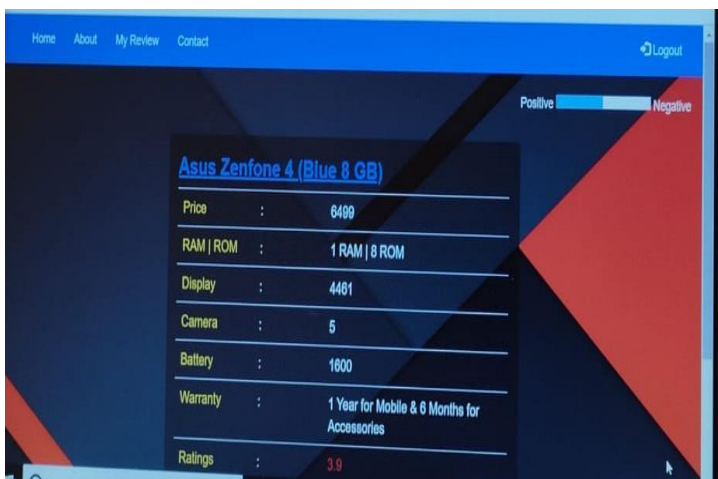 Home About My Review Contact Logout
Positive Negative
Asus Zenfone 4 (Blue 8 GB)
Price : 6499
RAM | ROM : 1 RAM | 8 ROM
Display : 4461
Camera : 5
Battery : 1600
Warranty : 1 Year for Mobile & 6 Months for
Accessories
Ratings : 3.9